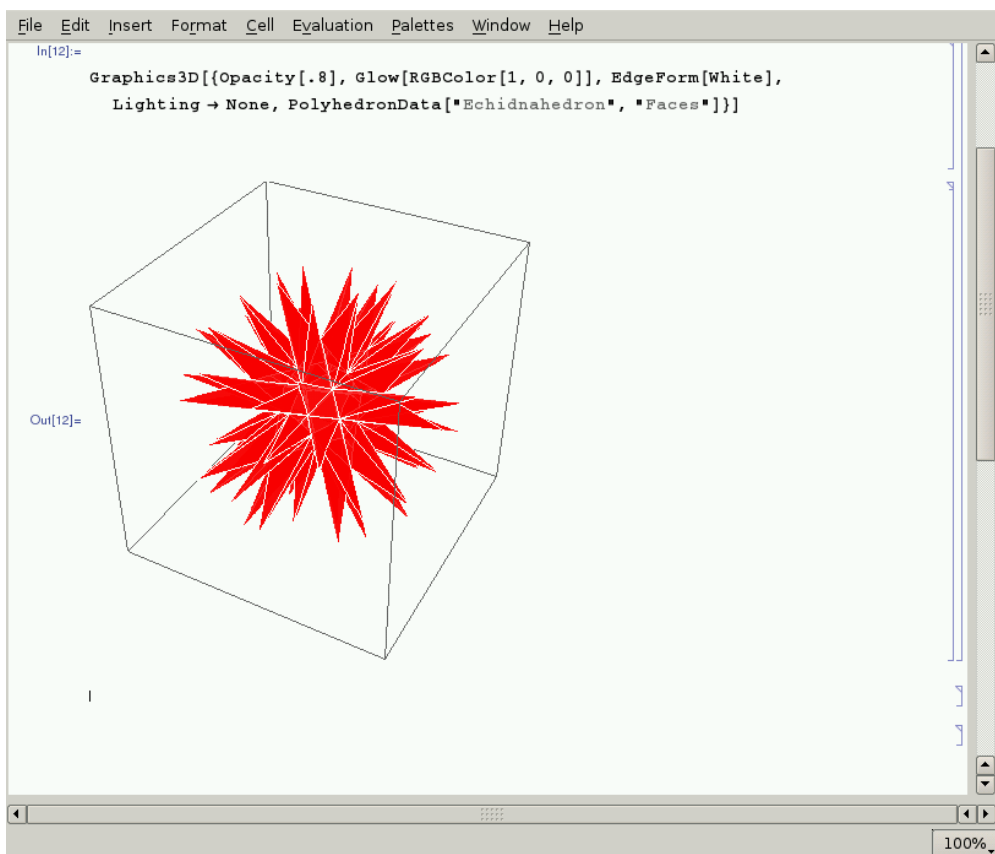 File Edit Insert Format Cell Evaluation Palettes Window Help
In[12]:=
Graphics3D[{Opacity[.8], Glow[RGBColor[1, 0, 0]], EdgeForm[White],
Lighting → None, PolyhedronData["Echidnahedron", "Faces"]}]
Out[12]=
100%